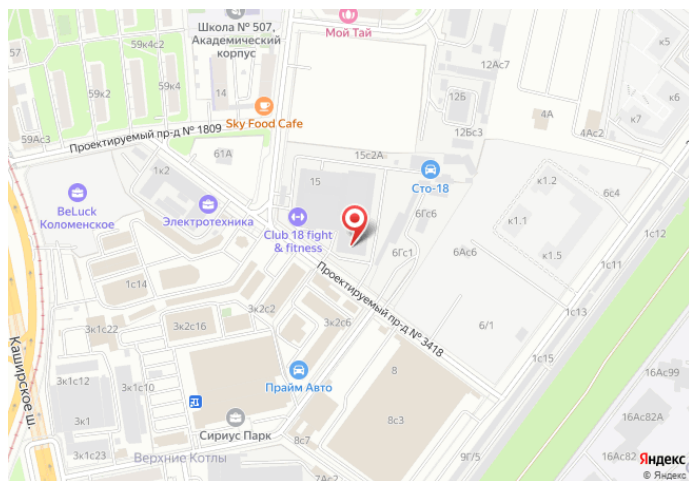 Школа № 507,
Академический
корпус
Мой Тай
59к4с2
59к4
59к2
14
Sky Food Cafe
59Ас3
Проектируемый пр-д № 1809
61А
12Ас7
12Б
12Бс3
4А
4Ас2
к5
к6
к7
15с2А
Сто-18
1к2
15
BeLuck
Коломенское
Электротехника
Club 18 fight
& fitness
6Гс6
6Гс1
6Ас6
к1.2
к1.1
к1.5
6с4
1с12
1с14
Проектируемый пр-д № 3418
3к2с2
3к2с6
3к2с16
3к1с22
6/1
1с13
1с15
Каширское ш.
3к1с12
3к1с10
3к1
3к1с23
Прайм Авто
8
8с3
Сириус Парк
8с7
Верхние Котлы
7Ас2
9Г/5
16Ас99
16Ас82А
16Ас82
Яндекс
© Яндекс